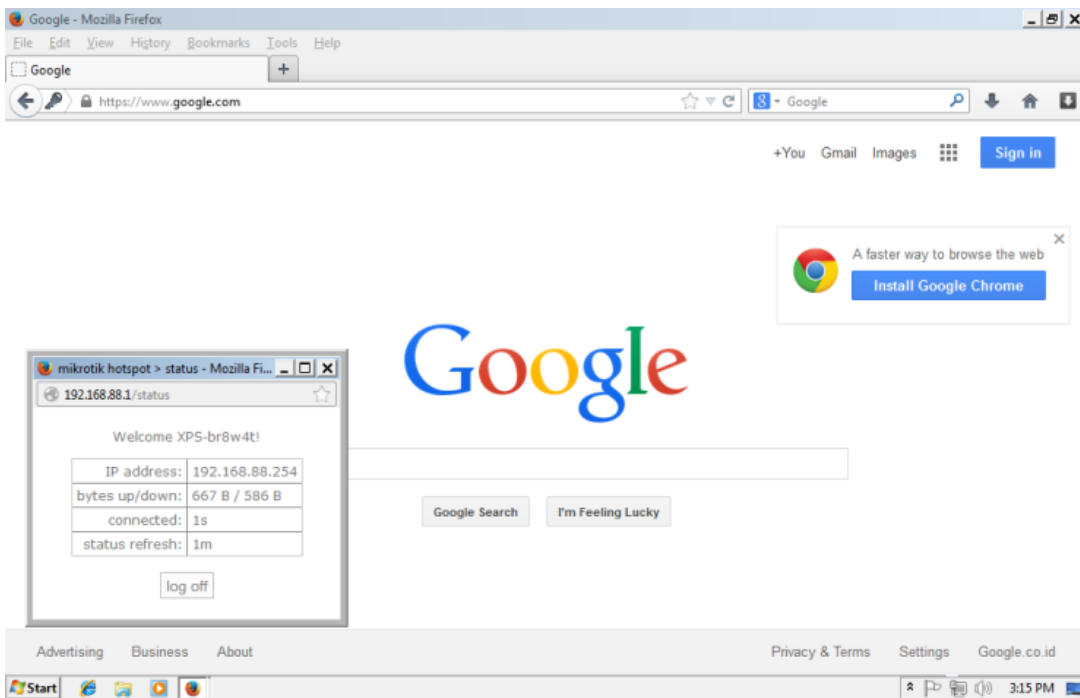 Google - Mozilla Firefox
File Edit View History Bookmarks Tools Help
Google +
https://www.google.com
8 Google
+You Gmail Images Sign in
A faster way to browse the web
Install Google Chrome
Google
mikrotik hotspot > status - Mozilla Fi...
192.168.88.1/status
Welcome XPS-br8w4t!
IP address: 192.168.88.254
bytes up/down: 667 B / 586 B
connected: 1s
status refresh: 1m
log off
Google Search I'm Feeling Lucky
Advertising Business About Privacy & Terms Settings Google.co.id
Start 3:15 PM